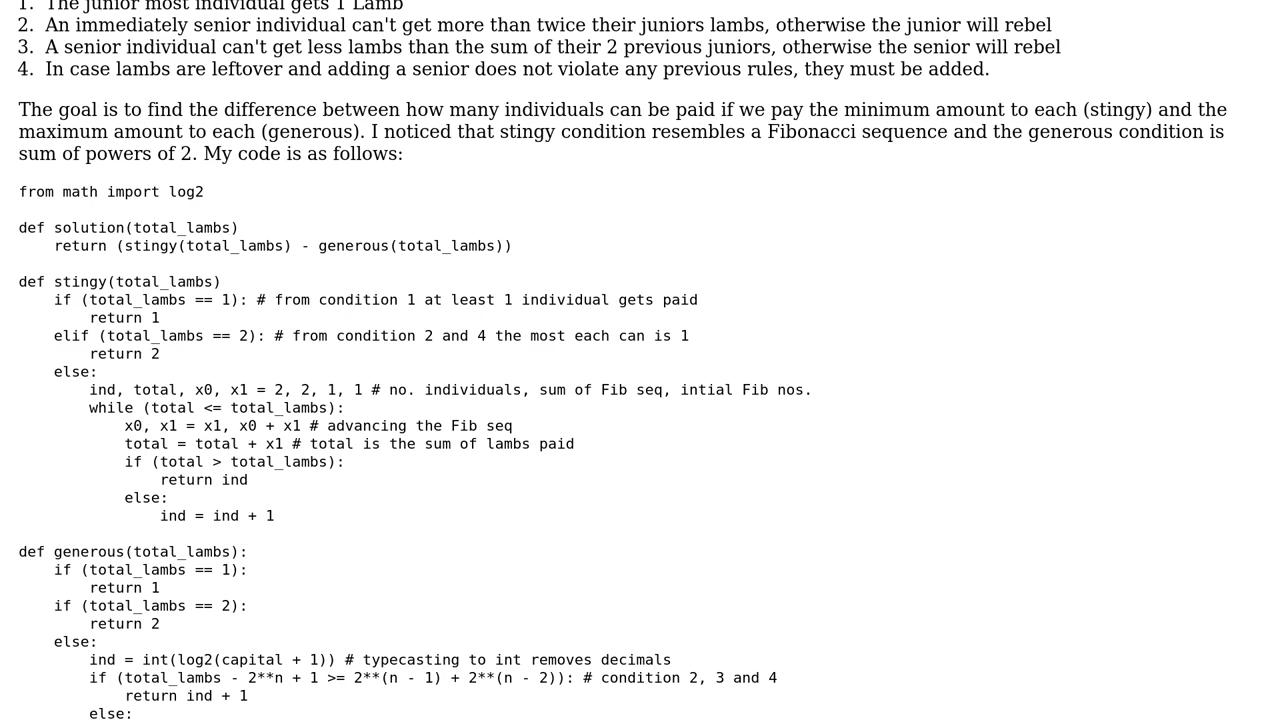 1. The junior most individual gets 1 Lamb
2. An immediately senior individual can't get more than twice their juniors lambs, otherwise the junior will rebel
3. A senior individual can't get less lambs than the sum of their 2 previous juniors, otherwise the senior will rebel
4. In case lambs are leftover and adding a senior does not violate any previous rules, they must be added.
The goal is to find the difference between how many individuals can be paid if we pay the minimum amount to each (stingy) and the
maximum amount to each (generous). I noticed that stingy condition resembles a Fibonacci sequence and the generous condition is
sum of powers of 2. My code is as follows:
from math import log2
def solution(total_lambs)
    return (stingy(total_lambs) - generous(total_lambs))
def stingy(total_lambs)
    if (total_lambs == 1): # from condition 1 at least 1 individual gets paid
        return 1
    elif (total_lambs == 2): # from condition 2 and 4 the most each can is 1
        return 2
    else:
        ind, total, x0, x1 = 2, 2, 1, 1 # no. individuals, sum of Fib seq, intial Fib nos.
        while (total <= total_lambs):
            x0, x1 = x1, x0 + x1 # advancing the Fib seq
            total = total + x1 # total is the sum of lambs paid
            if (total > total_lambs):
                return ind
            else:
                ind = ind + 1
def generous(total_lambs):
    if (total_lambs == 1):
        return 1
    if (total_lambs == 2):
        return 2
    else:
        ind = int(log2(capital + 1)) # typecasting to int removes decimals
        if (total_lambs - 2**n + 1 >= 2**(n - 1) + 2**(n - 2)): # condition 2, 3 and 4
            return ind + 1
        else: